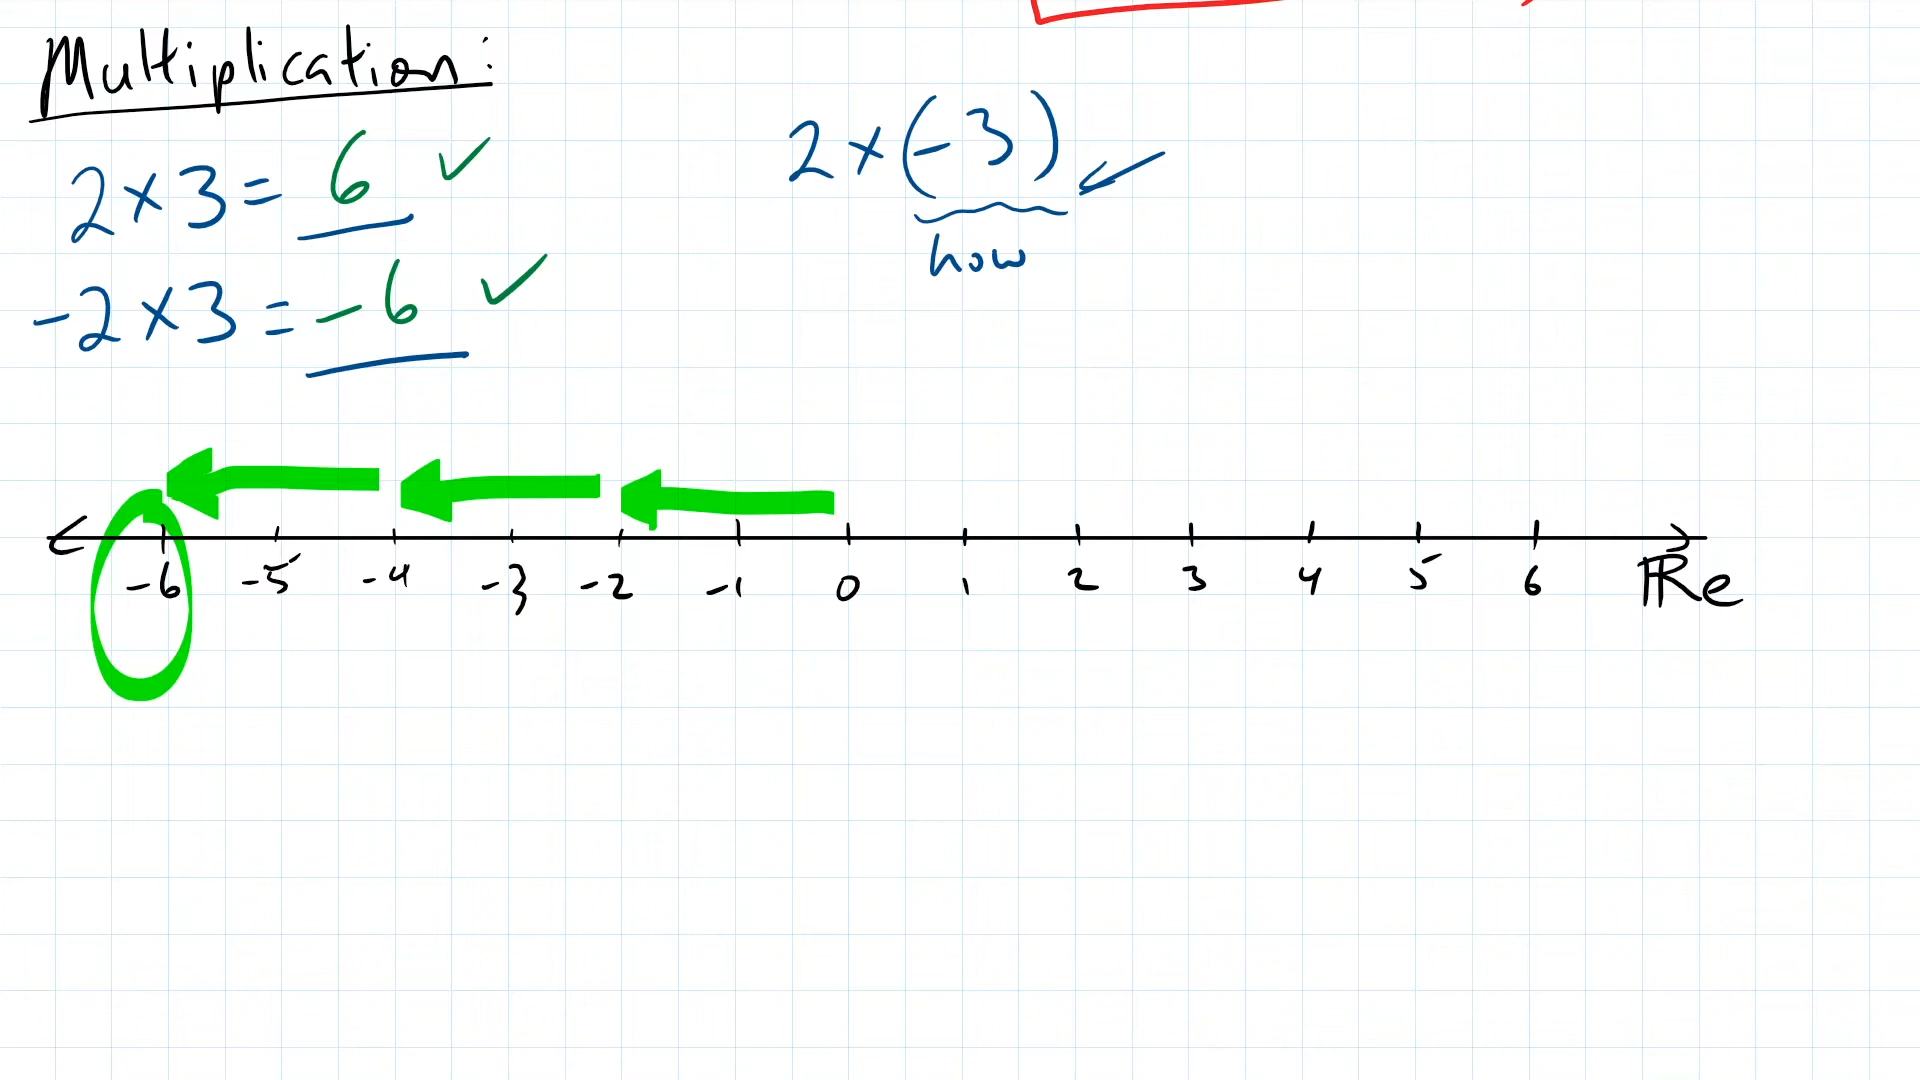 Multiplication:
2 × 3 = 6 ✓
-2 × 3 = -6 ✓
2 × (-3)
how
-6 -5 -4 -3 -2 -1 0 1 2 3 4 5 6 Re